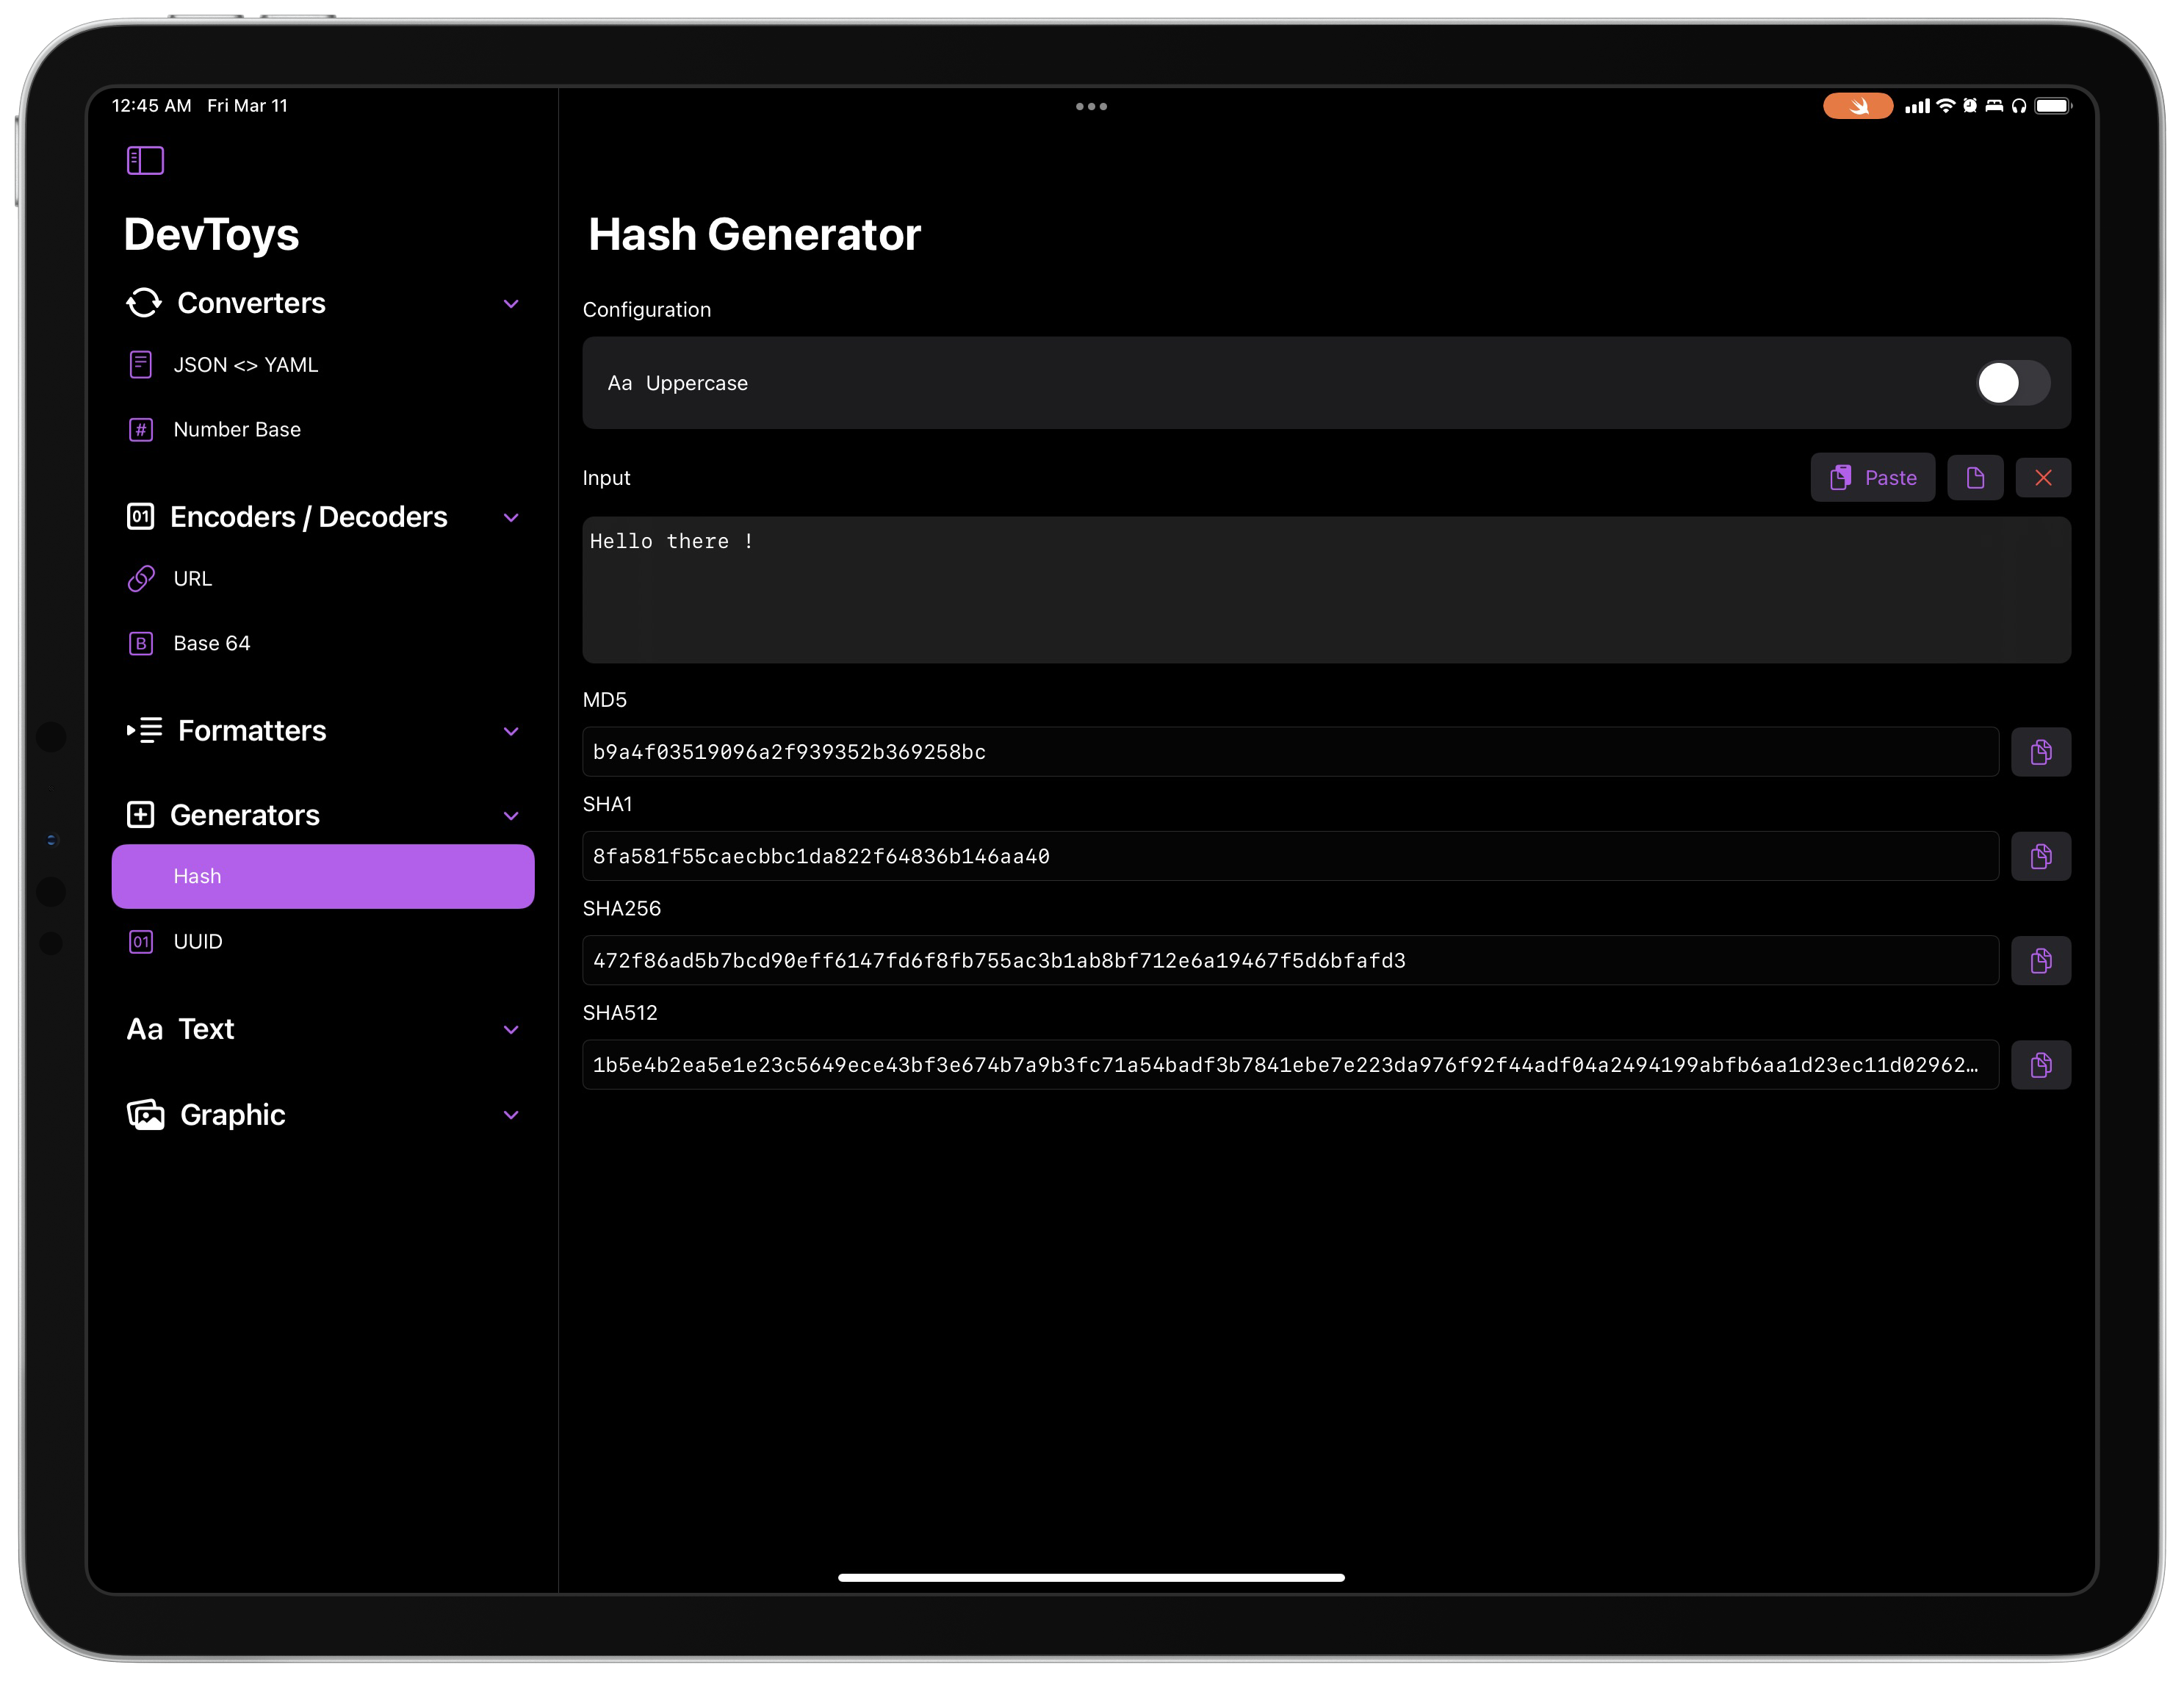 12:45 AM Fri Mar 11
DevToys
Converters
JSON <> YAML
# Number Base
01 Encoders / Decoders
URL
B Base 64
Formatters
Generators
Hash
01 UUID
Aa Text
Graphic
Hash Generator
Configuration
Aa Uppercase
Input
Paste
Hello there !
MD5
b9a4f03519096a2f939352b369258bc
SHA1
8fa581f55caecbbc1da822f64836b146aa40
SHA256
472f86ad5b7bcd90eff6147fd6f8fb755ac3b1ab8bf712e6a19467f5d6bfafd3
SHA512
1b5e4b2ea5e1e23c5649ece43bf3e674b7a9b3fc71a54badf3b7841ebe7e223da976f92f44adf04a2494199abfb6aa1d23ec11d02962…